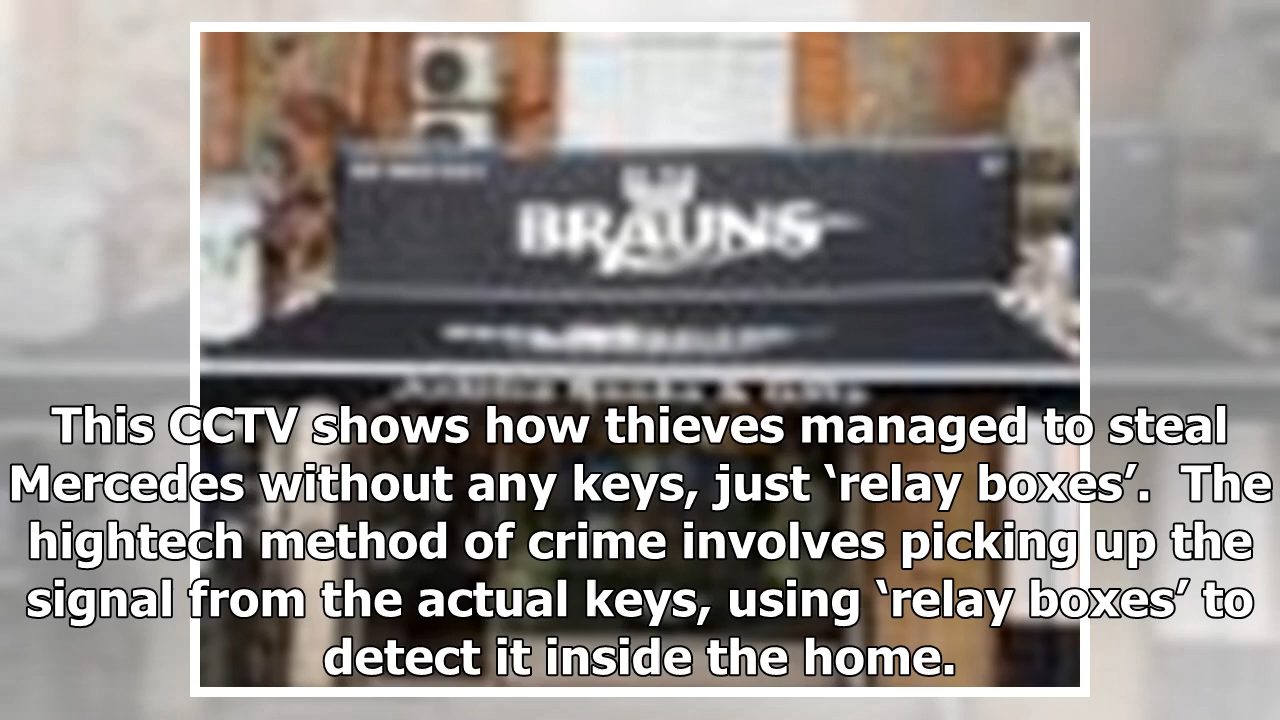 BRAUNS
This CCTV shows how thieves managed to steal
Mercedes without any keys, just ‘relay boxes’.  The
hightech method of crime involves picking up the
signal from the actual keys, using ‘relay boxes’ to
detect it inside the home.